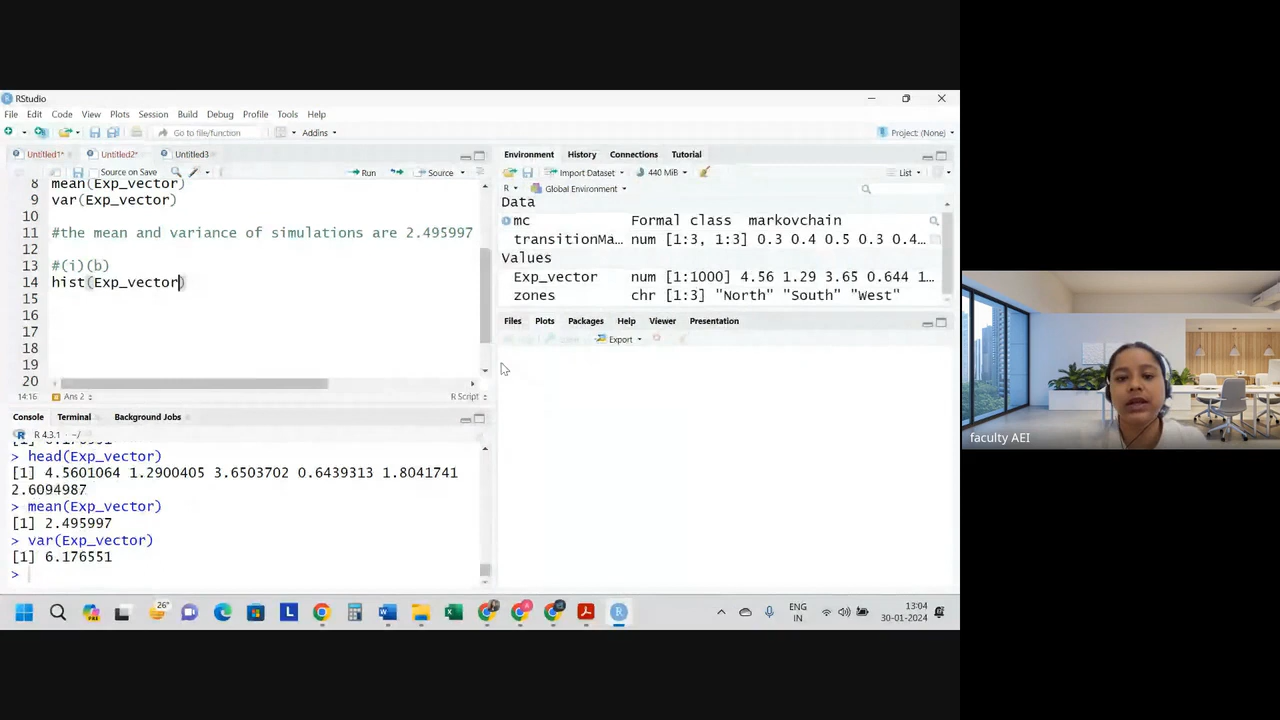 RStudio
File Edit Code View Plots Session Build Debug Profile Tools Help
Go to file/function Addins Project: (None)
Untitled1* Untitled2* Untitled3
Source on Save Run Source
8 mean(Exp_vector)
9 var(Exp_vector)
10
11 #the mean and variance of simulations are 2.495997
12
13 #(i)(b)
14 hist(Exp_vector)
15
16
17
18
19
20
14:16 Ans 2 R Script
Console Terminal Background Jobs
R 4.3.1 · ~/
> head(Exp_vector)
[1] 4.5601064 1.2900405 3.6503702 0.6439313 1.8041741
2.6094987
> mean(Exp_vector)
[1] 2.495997
> var(Exp_vector)
[1] 6.176551
>
Environment History Connections Tutorial
Import Dataset 440 MiB List
R Global Environment
Data
mc Formal class markovchain
transitionMa... num [1:3, 1:3] 0.3 0.4 0.5 0.3 0.4...
Values
Exp_vector num [1:1000] 4.56 1.29 3.65 0.644 1...
zones chr [1:3] "North" "South" "West"
Files Plots Packages Help Viewer Presentation
Zoom Export
faculty AEI
26°
ENG
IN
13:04
30-01-2024